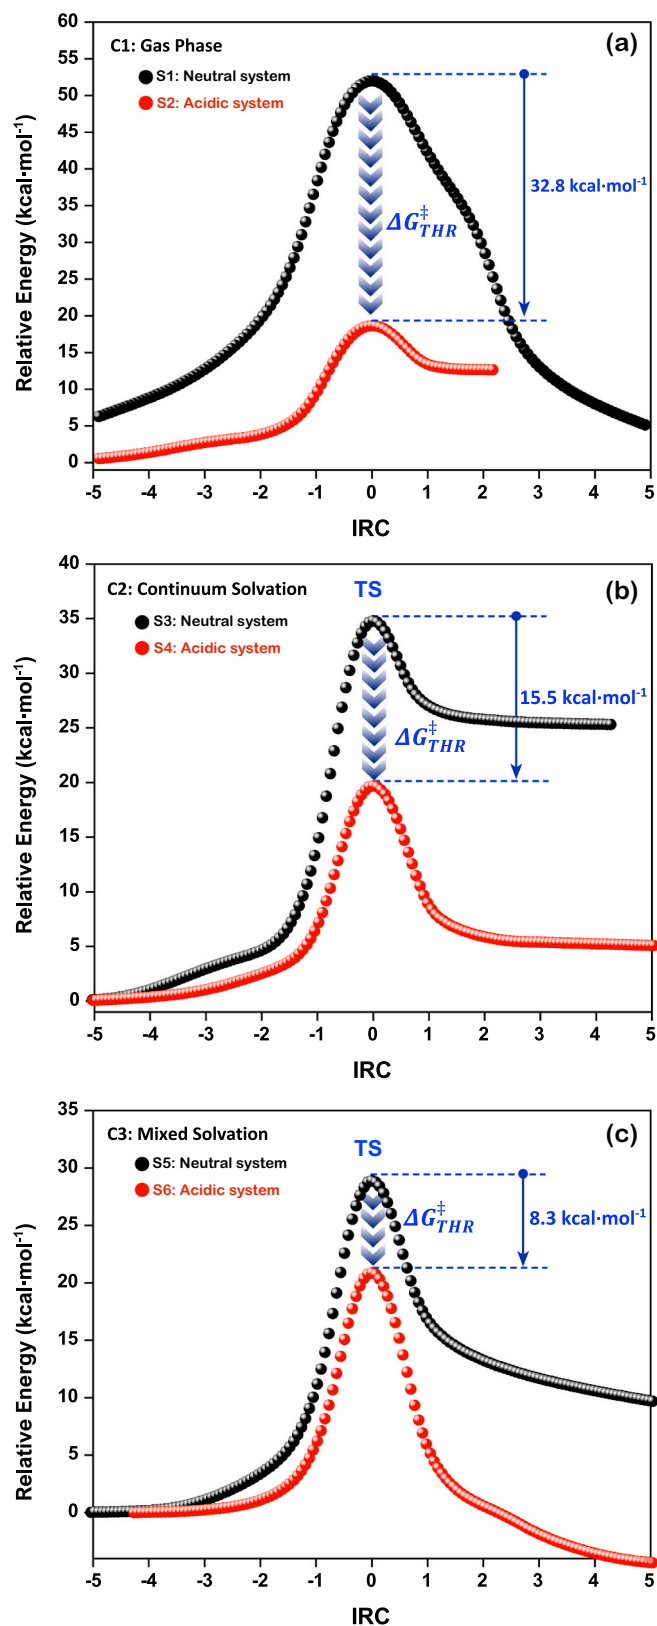 C1: Gas Phase
(a)
S1: Neutral system
S2: Acidic system
32.8 kcal·mol⁻¹
ΔG‡THR
Relative Energy (kcal·mol⁻¹)
60
55
50
45
40
35
30
25
20
15
10
5
0
-5 -4 -3 -2 -1 0 1 2 3 4 5
IRC
C2: Continuum Solvation
TS
(b)
S3: Neutral system
S4: Acidic system
15.5 kcal·mol⁻¹
ΔG‡THR
Relative Energy (kcal·mol⁻¹)
40
35
30
25
20
15
10
5
0
-5 -4 -3 -2 -1 0 1 2 3 4 5
IRC
C3: Mixed Solvation
TS
(c)
S5: Neutral system
S6: Acidic system
8.3 kcal·mol⁻¹
ΔG‡THR
Relative Energy (kcal·mol⁻¹)
35
30
25
20
15
10
5
0
-5 -4 -3 -2 -1 0 1 2 3 4 5
IRC